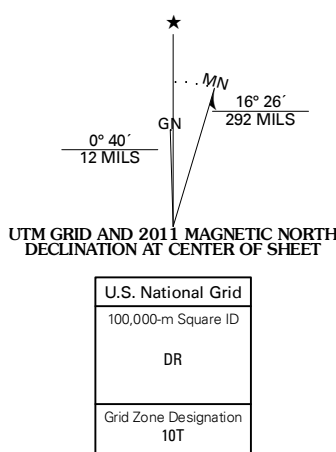 ★
MN
GN
16° 26´
292 MILS
0° 40´
12 MILS
UTM GRID AND 2011 MAGNETIC NORTH
DECLINATION AT CENTER OF SHEET
U.S. National Grid
100,000-m Square ID
DR
Grid Zone Designation
10T